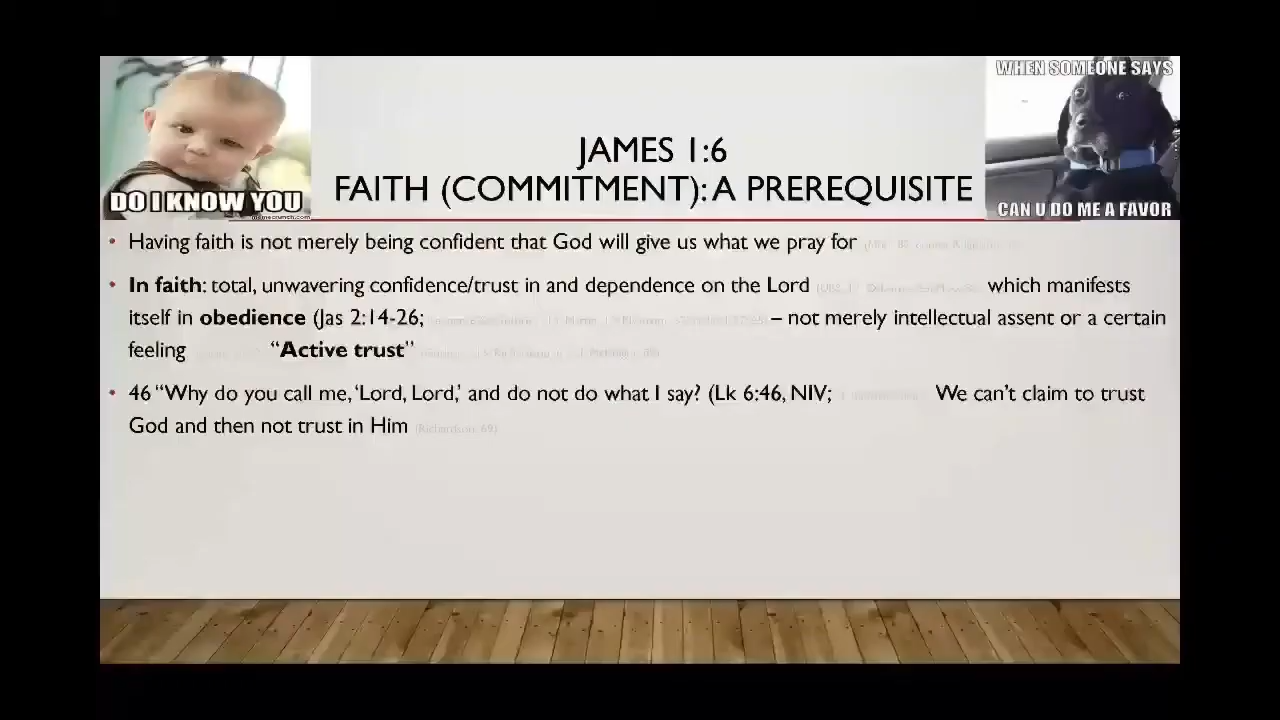 WHEN SOMEONE SAYS
DO I KNOW YOU
memecrunch.com
CAN U DO ME A FAVOR
JAMES 1:6
FAITH (COMMITMENT): A PREREQUISITE
• Having faith is not merely being confident that God will give us what we pray for
• In faith: total, unwavering confidence/trust in and dependence on the Lord which manifests
itself in obedience (Jas 2:14-26; – not merely intellectual assent or a certain
feeling “Active trust”
• 46 “Why do you call me, ‘Lord, Lord,’ and do not do what I say? (Lk 6:46, NIV; We can’t claim to trust
God and then not trust in Him (Richardson, 69)